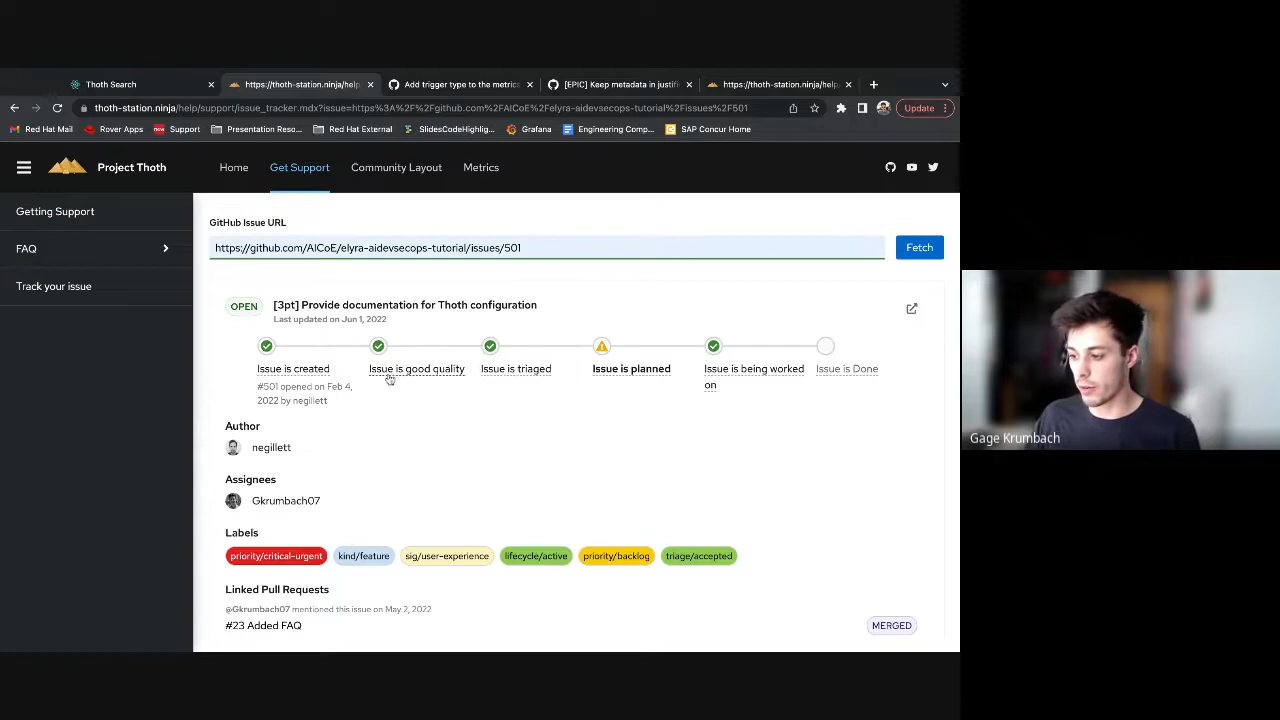 Thoth Search
https://thoth-station.ninja/help
Add trigger type to the metrics
[EPIC] Keep metadata in justifi
https://thoth-station.ninja/help
thoth-station.ninja/help/support/issue_tracker.mdx?issue=https%3A%2F%2Fgithub.com%2FAICoE%2Felyra-aidevsecops-tutorial%2Fissues%2F501
Update
Red Hat Mail
Rover Apps
Support
Presentation Reso...
Red Hat External
SlidesCodeHighlig...
Grafana
Engineering Comp...
SAP Concur Home
Project Thoth
Home
Get Support
Community Layout
Metrics
Getting Support
FAQ
Track your issue
GitHub Issue URL
https://github.com/AICoE/elyra-aidevsecops-tutorial/issues/501
Fetch
OPEN
[3pt] Provide documentation for Thoth configuration
Last updated on Jun 1, 2022
Issue is created
#501 opened on Feb 4,
2022 by negillett
Issue is good quality
Issue is triaged
Issue is planned
Issue is being worked
on
Issue is Done
Author
negillett
Assignees
Gkrumbach07
Labels
priority/critical-urgent
kind/feature
sig/user-experience
lifecycle/active
priority/backlog
triage/accepted
Linked Pull Requests
@Gkrumbach07 mentioned this issue on May 2, 2022
#23 Added FAQ
MERGED
Gage Krumbach